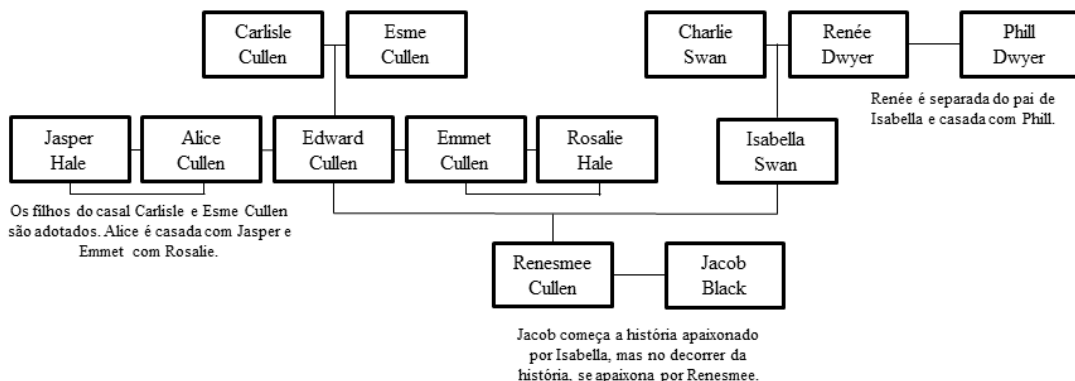 Carlisle
Cullen
Esme
Cullen
Charlie
Swan
Renée
Dwyer
Phill
Dwyer
Renée é separada do pai de
Isabella e casada com Phill.
Jasper
Hale
Alice
Cullen
Edward
Cullen
Emmet
Cullen
Rosalie
Hale
Isabella
Swan
Os filhos do casal Carlisle e Esme Cullen
são adotados. Alice é casada com Jasper e
Emmet com Rosalie.
Renesmee
Cullen
Jacob
Black
Jacob começa a história apaixonado
por Isabella, mas no decorrer da
história, se apaixona por Renesmee.